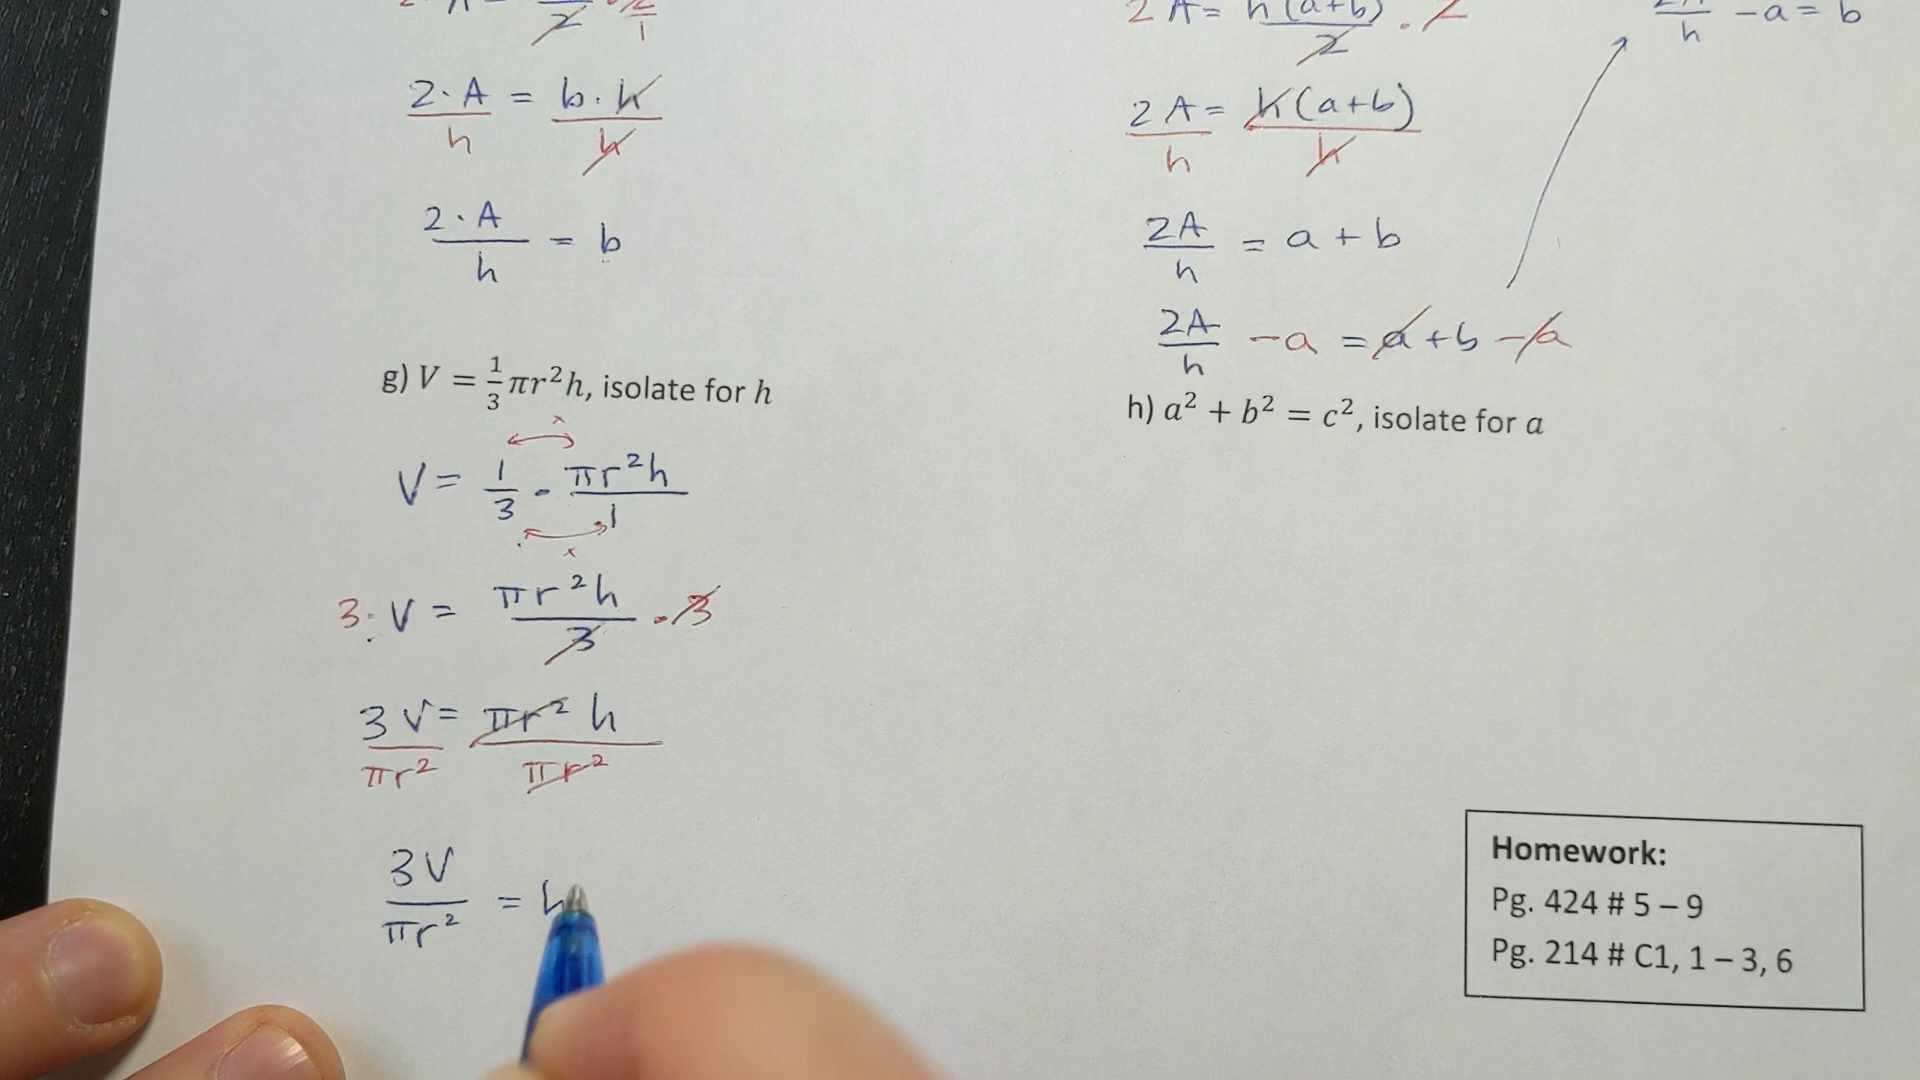 2 · A / h = b · h / h
2 · A / h = b
g) V = 1/3 πr²h, isolate for h
V = 1/3 · πr²h / 1
×
×
3 · V = πr²h / 3 · 3
3V / πr² = πr² h / πr²
3V / πr² = h
2A = h(a+b) / 2 · 2
2A / h = h(a+b) / h
2A / h = a + b
2A / h - a = a + b - a
- a = b
h
h) a² + b² = c², isolate for a
Homework:
Pg. 424 # 5 – 9
Pg. 214 # C1, 1 – 3, 6